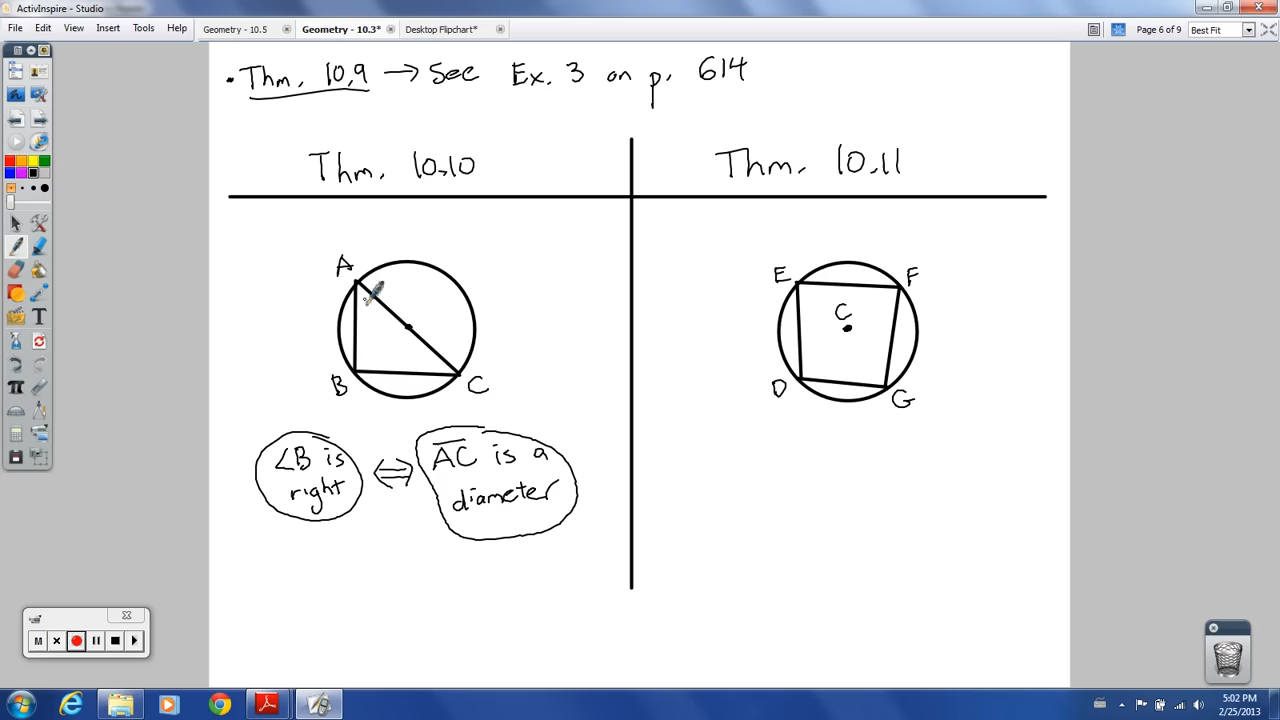 ActivInspire - Studio
File Edit View Insert Tools Help
Geometry - 10.5 Geometry - 10.3* Desktop Flipchart*
Page 6 of 9 Best Fit
• Thm. 10.9 → See Ex. 3 on p. 614
Thm. 10.10
Thm. 10.11
A
B
C
E
F
C
D
G
∠B is right ⇔ A͞C is a diameter
M
5:02 PM
2/25/2013